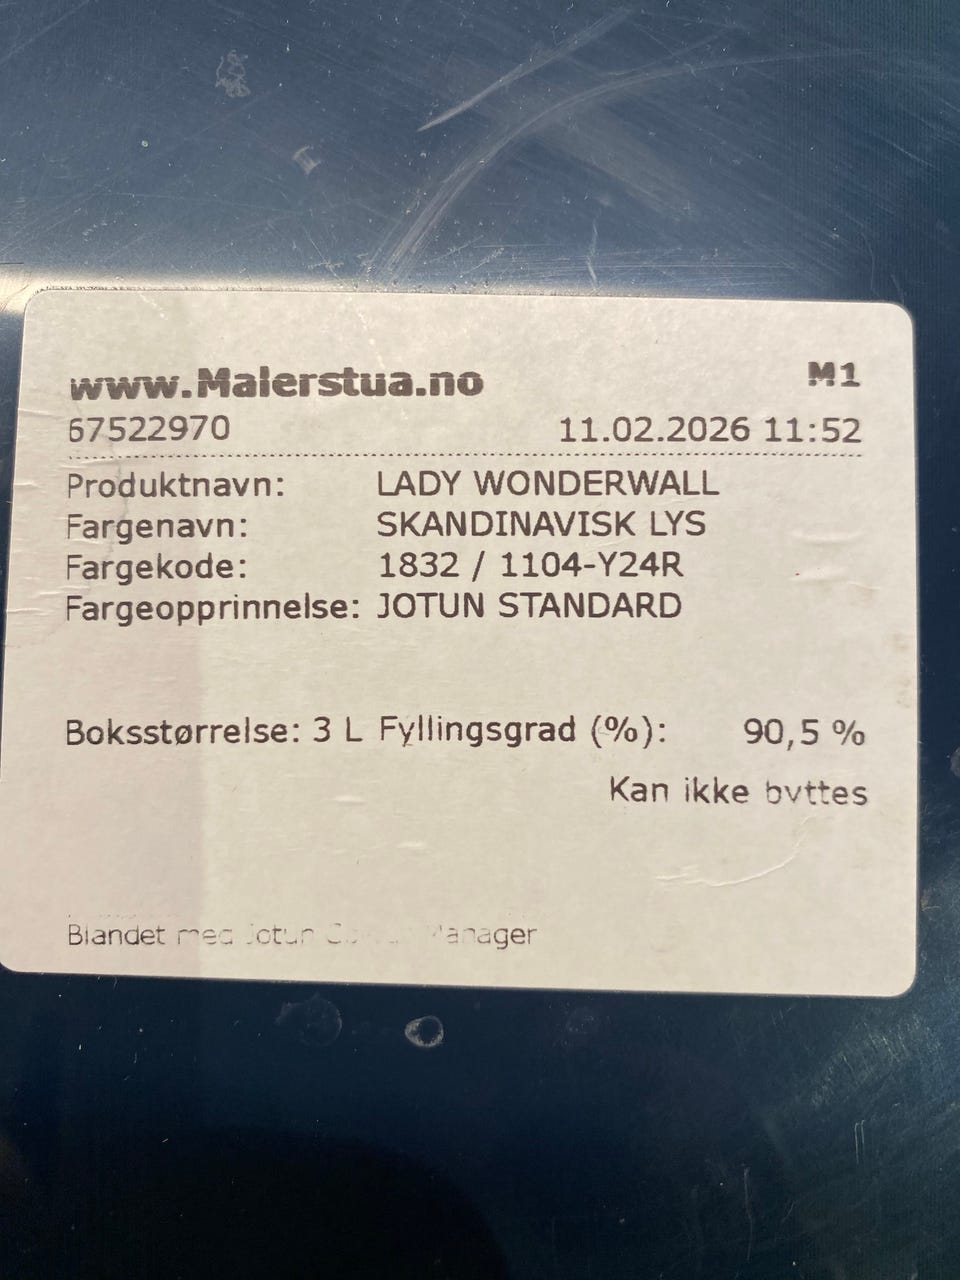 www.Malerstua.no M1
67522970 11.02.2026 11:52
Produktnavn: LADY WONDERWALL
Fargenavn: SKANDINAVISK LYS
Fargekode: 1832 / 1104-Y24R
Fargeopprinnelse: JOTUN STANDARD
Boksstørrelse: 3 L Fyllingsgrad (%): 90,5 %
Kan ikke byttes
Blandet med Jotun Manager